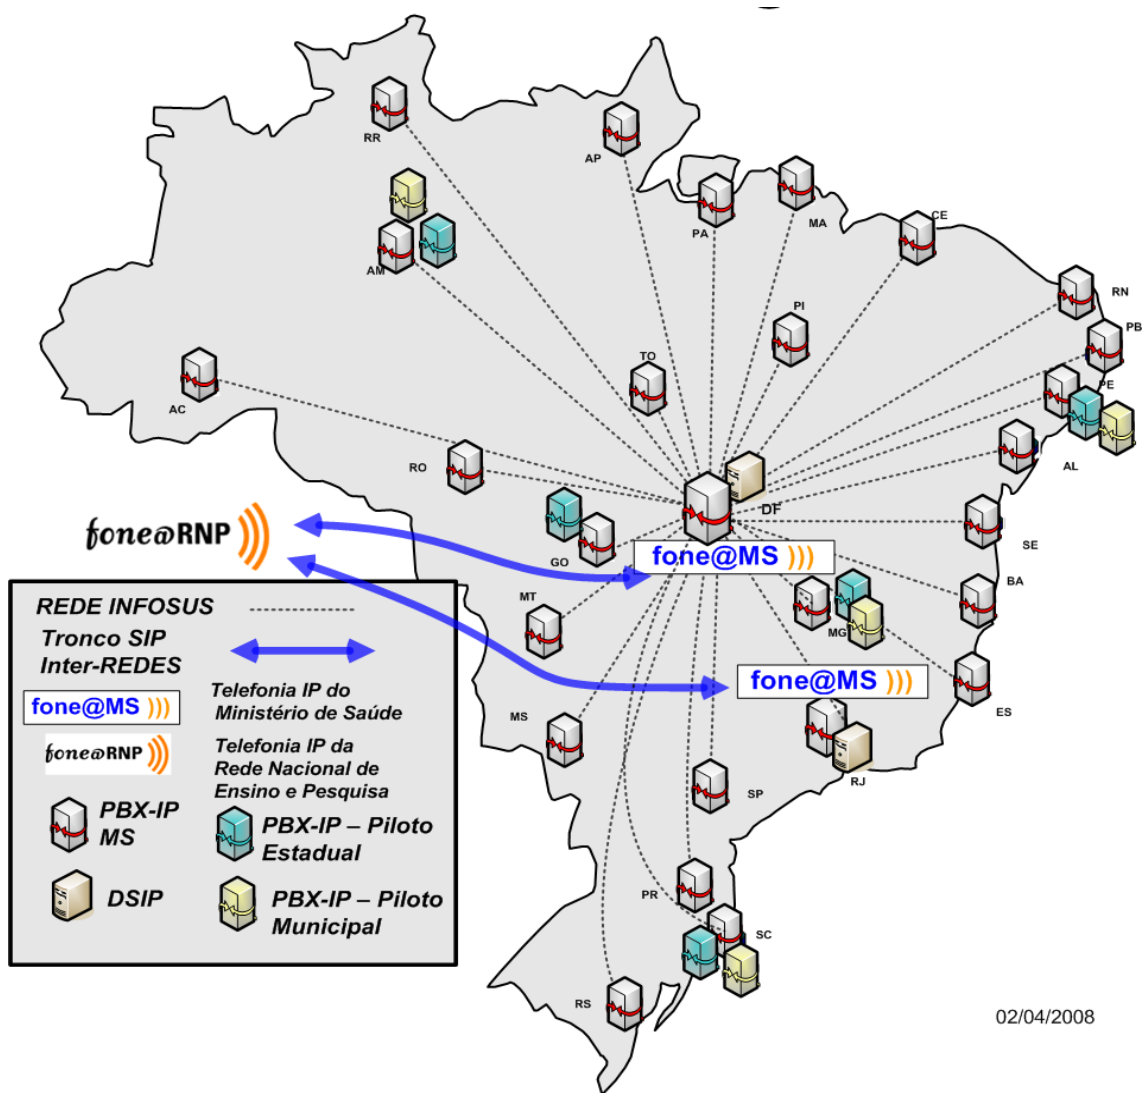 RR
AP
PA
MA
CE
AM
RN
PI
PB
TO
PE
AC
RO
AL
DF
fone@RNP
SE
fone@MS )))
GO
BA
MT
MG
fone@MS )))
ES
MS
RJ
SP
PR
SC
RS
REDE INFOSUS
Tronco SIP
Inter-REDES
fone@MS )))
Telefonia IP do
Ministério de Saúde
fone@RNP
Telefonia IP da
Rede Nacional de
Ensino e Pesquisa
PBX-IP
MS
PBX-IP – Piloto
Estadual
DSIP
PBX-IP – Piloto
Municipal
02/04/2008